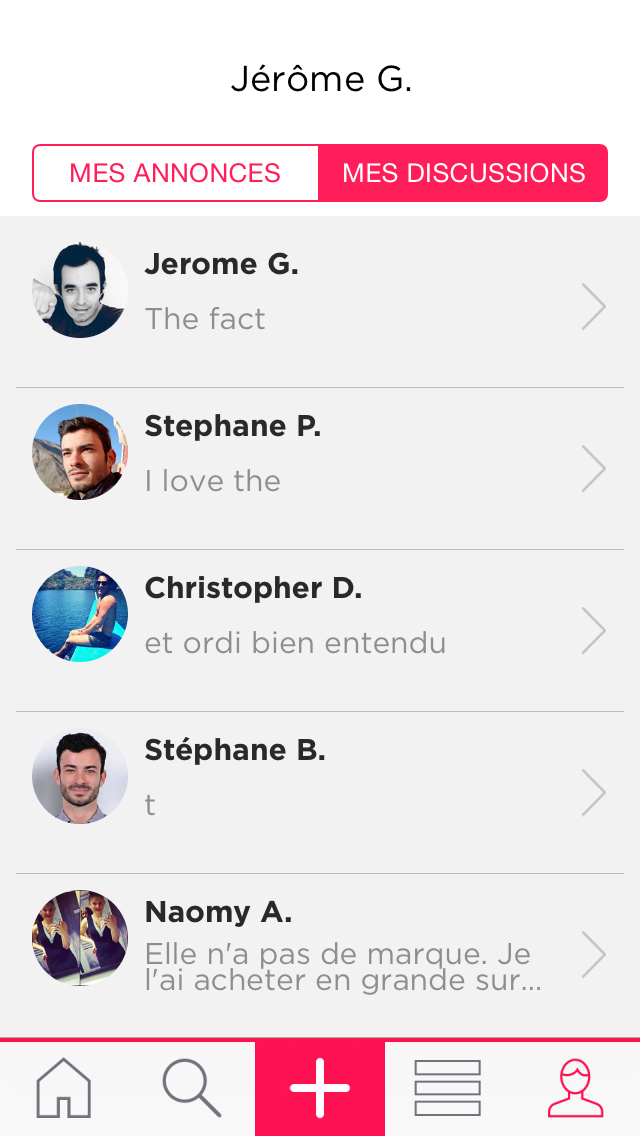 Jérôme G.
MES ANNONCES
MES DISCUSSIONS
Jerome G.
The fact
Stephane P.
I love the
Christopher D.
et ordi bien entendu
Stéphane B.
t
Naomy A.
Elle n'a pas de marque. Je
l'ai acheter en grande sur...